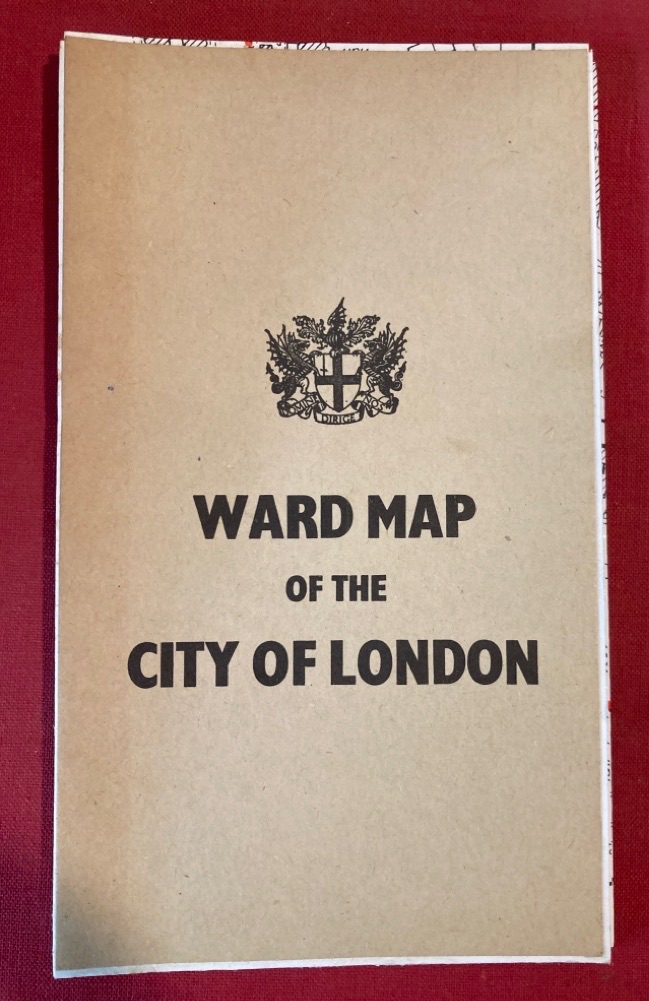 DOMINE DIRIGE NOS
WARD MAP
OF THE
CITY OF LONDON